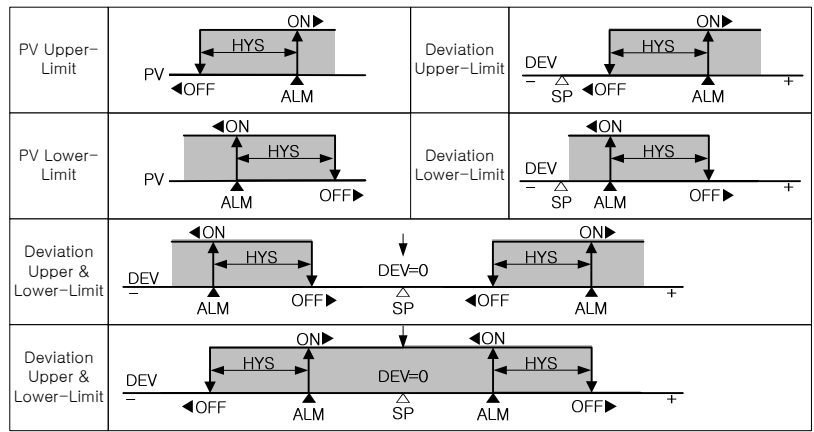 PV Upper-
Limit
ON▶
HYS
PV
◀OFF
ALM
Deviation
Upper-Limit
ON▶
HYS
DEV
−
+
SP
◀OFF
ALM
PV Lower-
Limit
◀ON
HYS
PV
ALM
OFF▶
Deviation
Lower-Limit
◀ON
HYS
DEV
−
+
SP
ALM
OFF▶
Deviation
Upper &
Lower-Limit
◀ON
ON▶
HYS
HYS
DEV
DEV=0
−
+
ALM
OFF▶
SP
◀OFF
ALM
Deviation
Upper &
Lower-Limit
ON▶
◀ON
HYS
HYS
DEV
DEV=0
−
+
◀OFF
ALM
SP
ALM
OFF▶